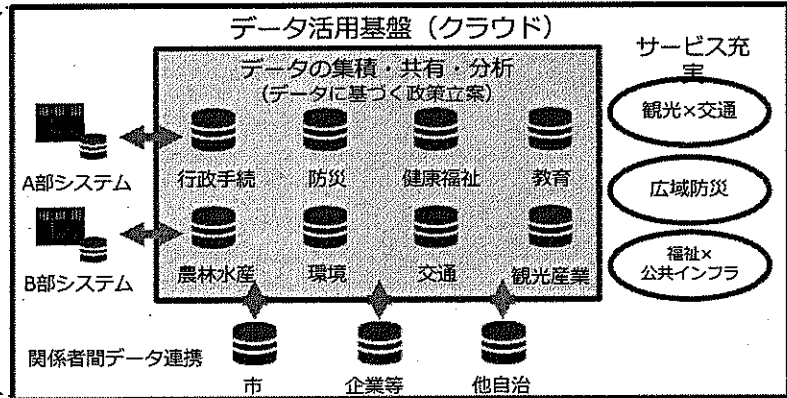 データ活用基盤（クラウド）
データの集積・共有・分析
(データに基づく政策立案)
サービス充
実
観光×交通
A部システム
行政手続
防災
健康福祉
教育
広域防災
B部システム
農林水産
環境
交通
観光産業
福祉×
公共インフラ
関係者間データ連携
市
企業等
他自治